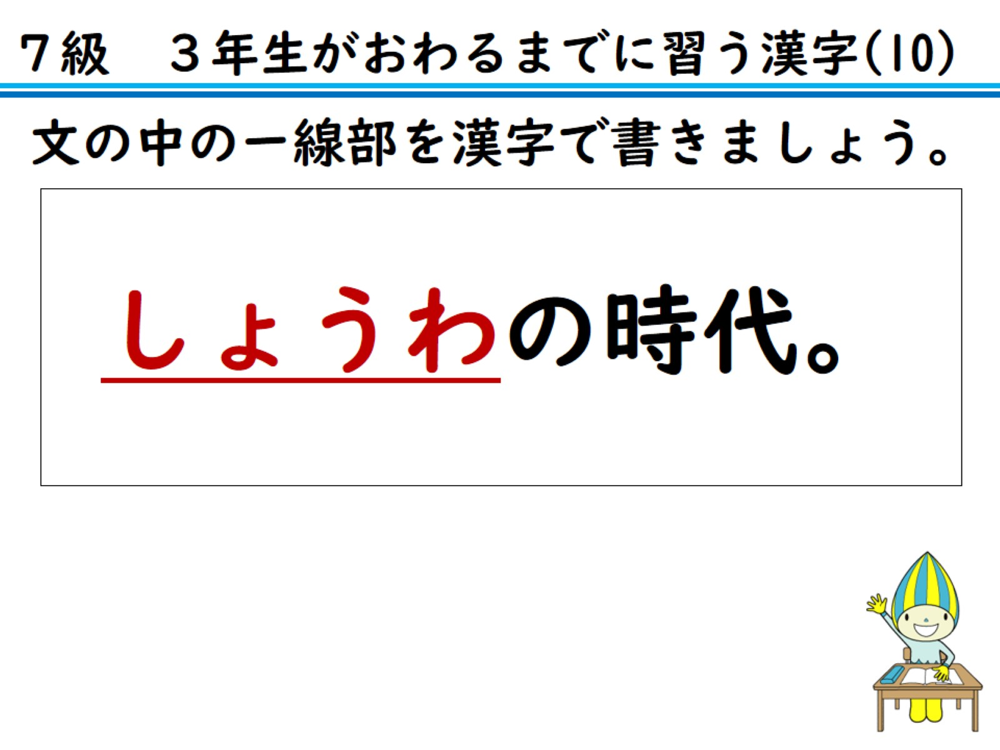 ７級　３年生がおわるまでに習う漢字(10)
文の中の―線部を漢字で書きましょう。
しょうわの時代。